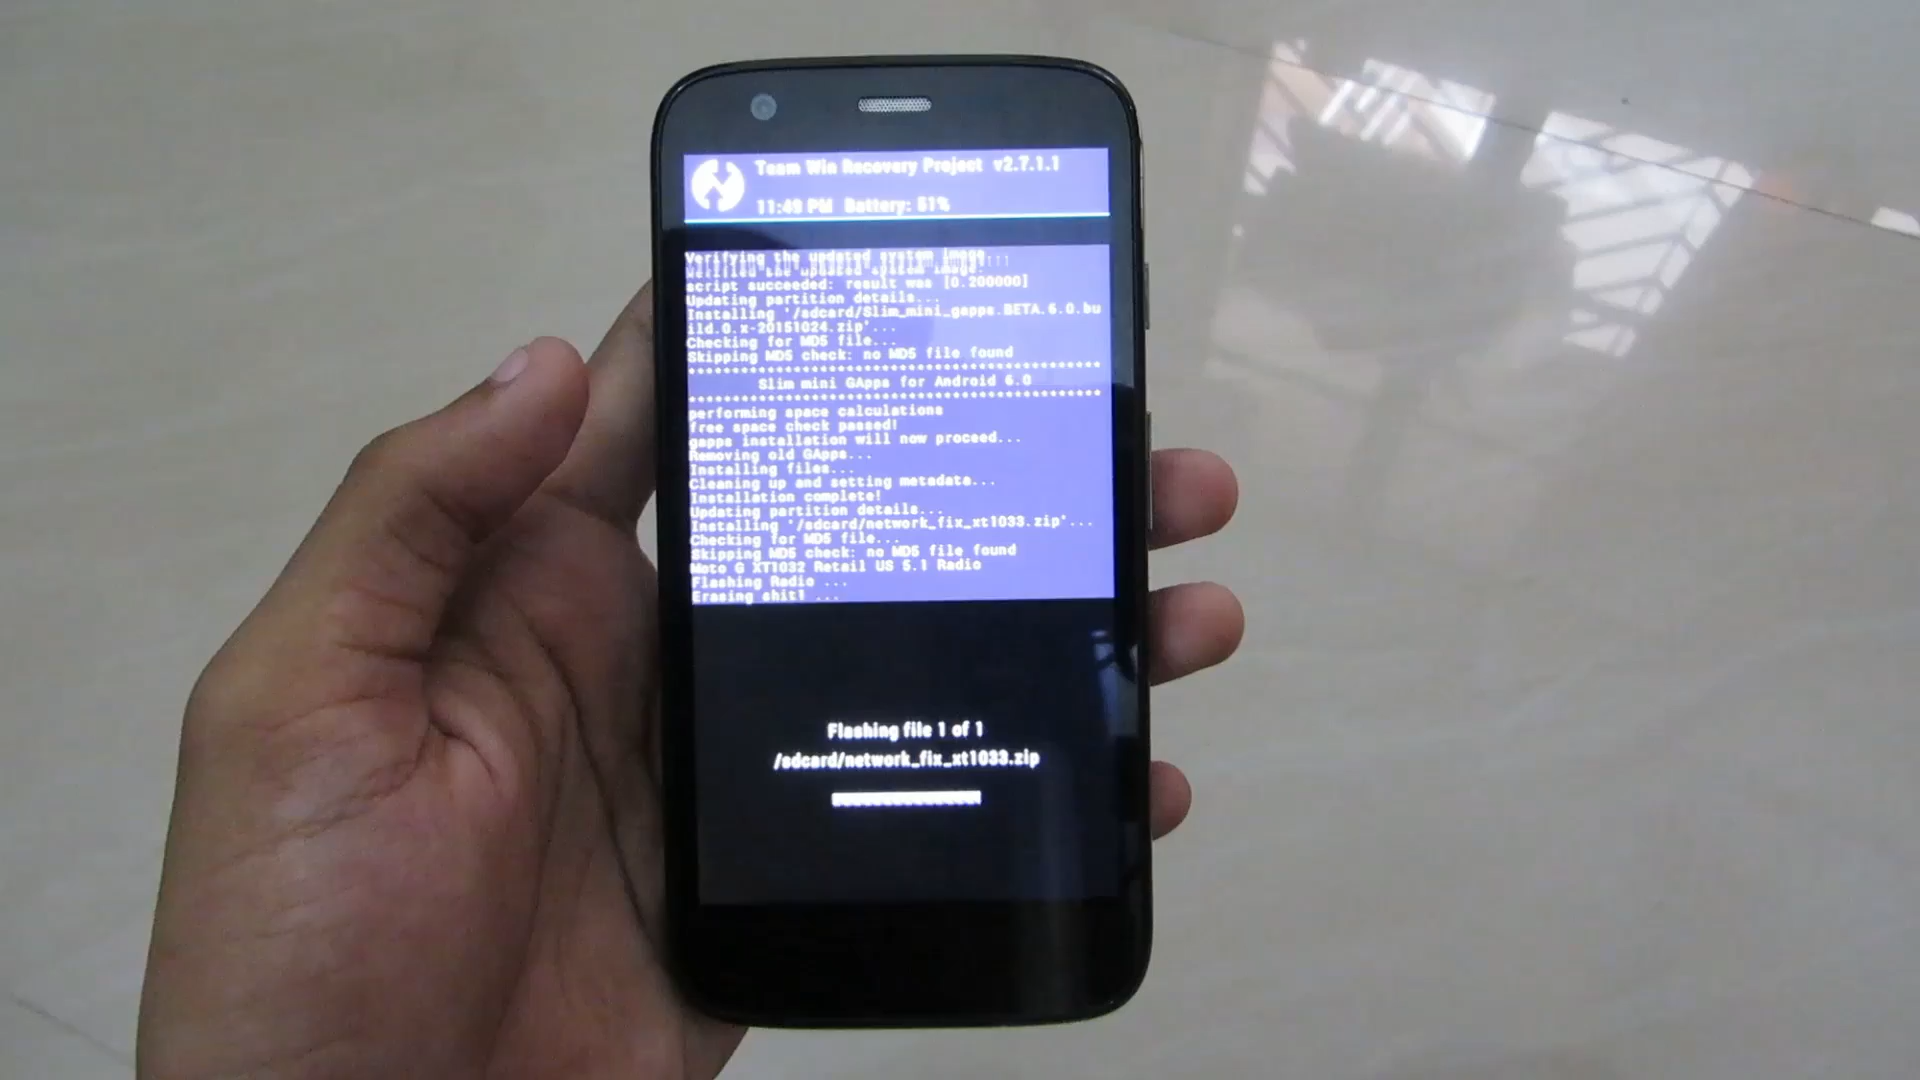 Team Win Recovery Project v2.7.1.1
11:49 PM Battery: 51%
Verifying the updated system image...
Verified the updated system image.
script succeeded: result was [0.200000]
Updating partition details...
Installing '/sdcard/Slim_mini_gapps.BETA.6.0.bu
ild.0.x-20151024.zip'...
Checking for MD5 file...
Skipping MD5 check: no MD5 file found
***********************************************
Slim mini GApps for Android 6.0
***********************************************
performing space calculations
free space check passed!
gapps installation will now proceed...
Removing old GApps...
Installing files...
Cleaning up and setting metadata...
Installation complete!
Updating partition details...
Installing '/sdcard/network_fix_xt1033.zip'...
Checking for MD5 file...
Skipping MD5 check: no MD5 file found
Moto G XT1032 Retail US 5.1 Radio
Flashing Radio ...
Erasing shit1 ...
Flashing file 1 of 1
/sdcard/network_fix_xt1033.zip